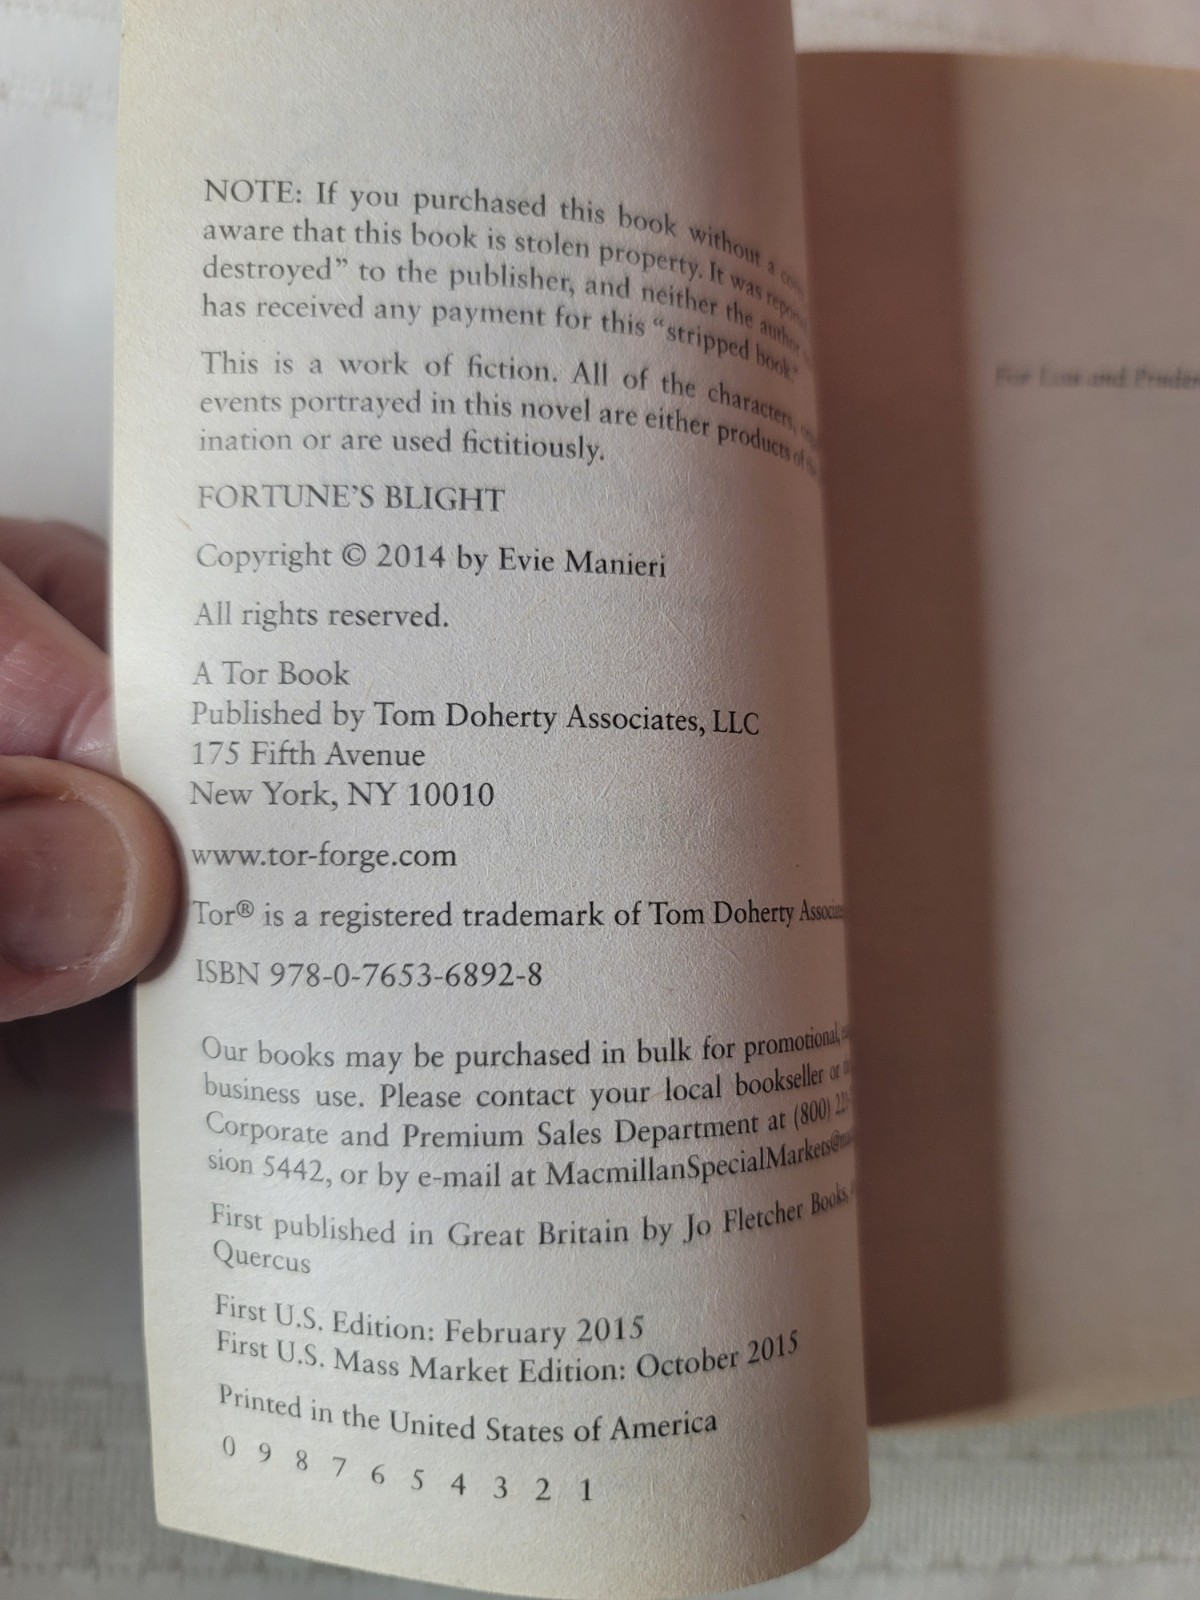 NOTE: If you purchased this book without a
aware that this book is stolen property. It was
destroyed” to the publisher, and neither the author
has received any payment for this “stripped book.”
This is a work of fiction. All of the characters,
events portrayed in this novel are either products of
ination or are used fictitiously.
FORTUNE’S BLIGHT
Copyright © 2014 by Evie Manieri
All rights reserved.
A Tor Book
Published by Tom Doherty Associates, LLC
175 Fifth Avenue
New York, NY 10010
www.tor-forge.com
Tor® is a registered trademark of Tom Doherty
ISBN 978-0-7653-6892-8
Our books may be purchased in bulk for promotional,
business use. Please contact your local bookseller or
Corporate and Premium Sales Department at (800)
sion 5442, or by e-mail at
First published in Great Britain by Jo Fletcher Books,
Quercus
First U.S. Edition: February 2015
First U.S. Mass Market Edition: October 2015
Printed in the United States of America
0 9 8 7 6 5 4 3 2 1
For Lou and